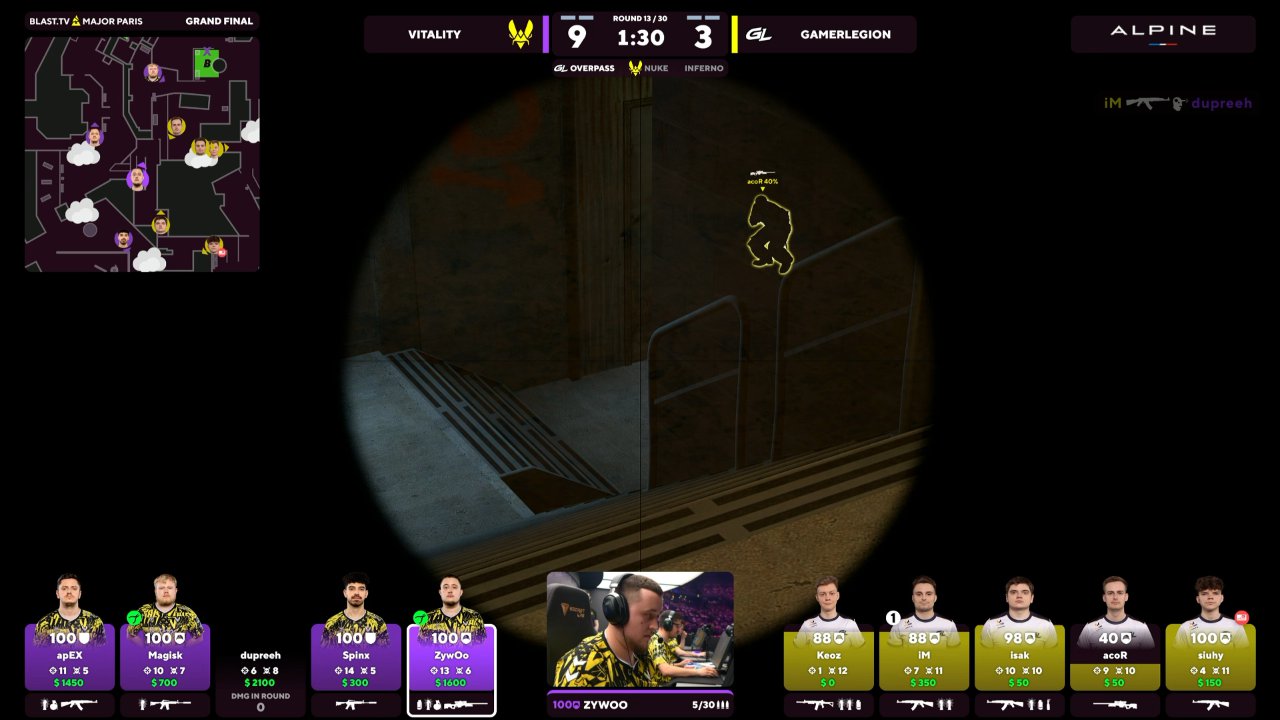 BLAST.TV MAJOR PARIS GRAND FINAL
B
VITALITY 9
ROUND 13 / 30
1:30
3 GL GAMERLEGION
GL OVERPASS NUKE INFERNO
ALPINE
iM dupreeh
acoR 40%
100 apEX 11 5 $1450
100 Magisk 10 7 $700
dupreeh 6 8 $2100
DMG IN ROUND
0
100 Spinx 14 5 $300
100 ZywOo 13 6 $1600
100 ZYWOO 5/30
88 Keoz 1 12 $0
1
88 iM 7 11 $350
98 isak 10 10 $50
40 acoR 9 10 $50
100 siuhy 4 11 $150